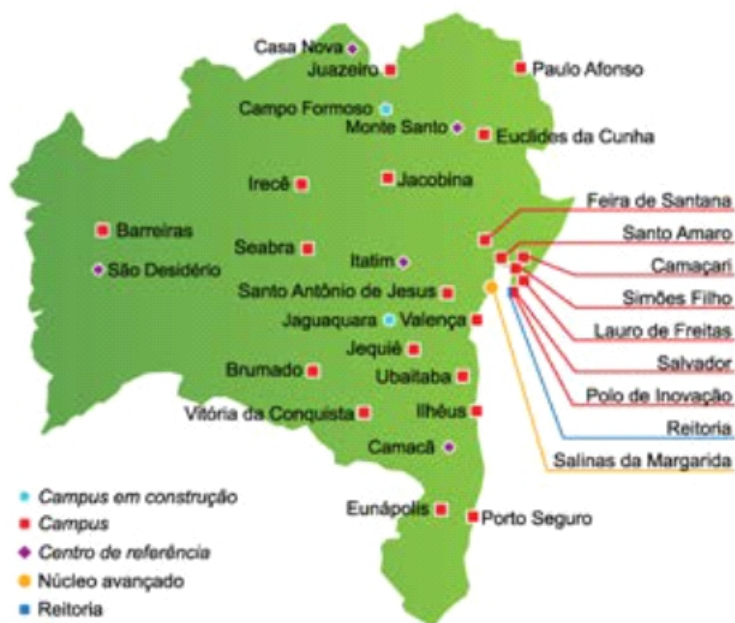 Casa Nova
Juazeiro
Paulo Afonso
Campo Formoso
Monte Santo
Euclides da Cunha
Irecê
Jacobina
Feira de Santana
Barreiras
Santo Amaro
Seabra
Itatim
Camaçari
São Desidério
Simões Filho
Santo Antônio de Jesus
Jaguaquara
Valença
Lauro de Freitas
Jequié
Salvador
Brumado
Ubaitaba
Polo de Inovação
Vitória da Conquista
Ilhéus
Reitoria
Camacã
Salinas da Margarida
Campus em construção
Eunápolis
Porto Seguro
Campus
Centro de referência
Núcleo avançado
Reitoria